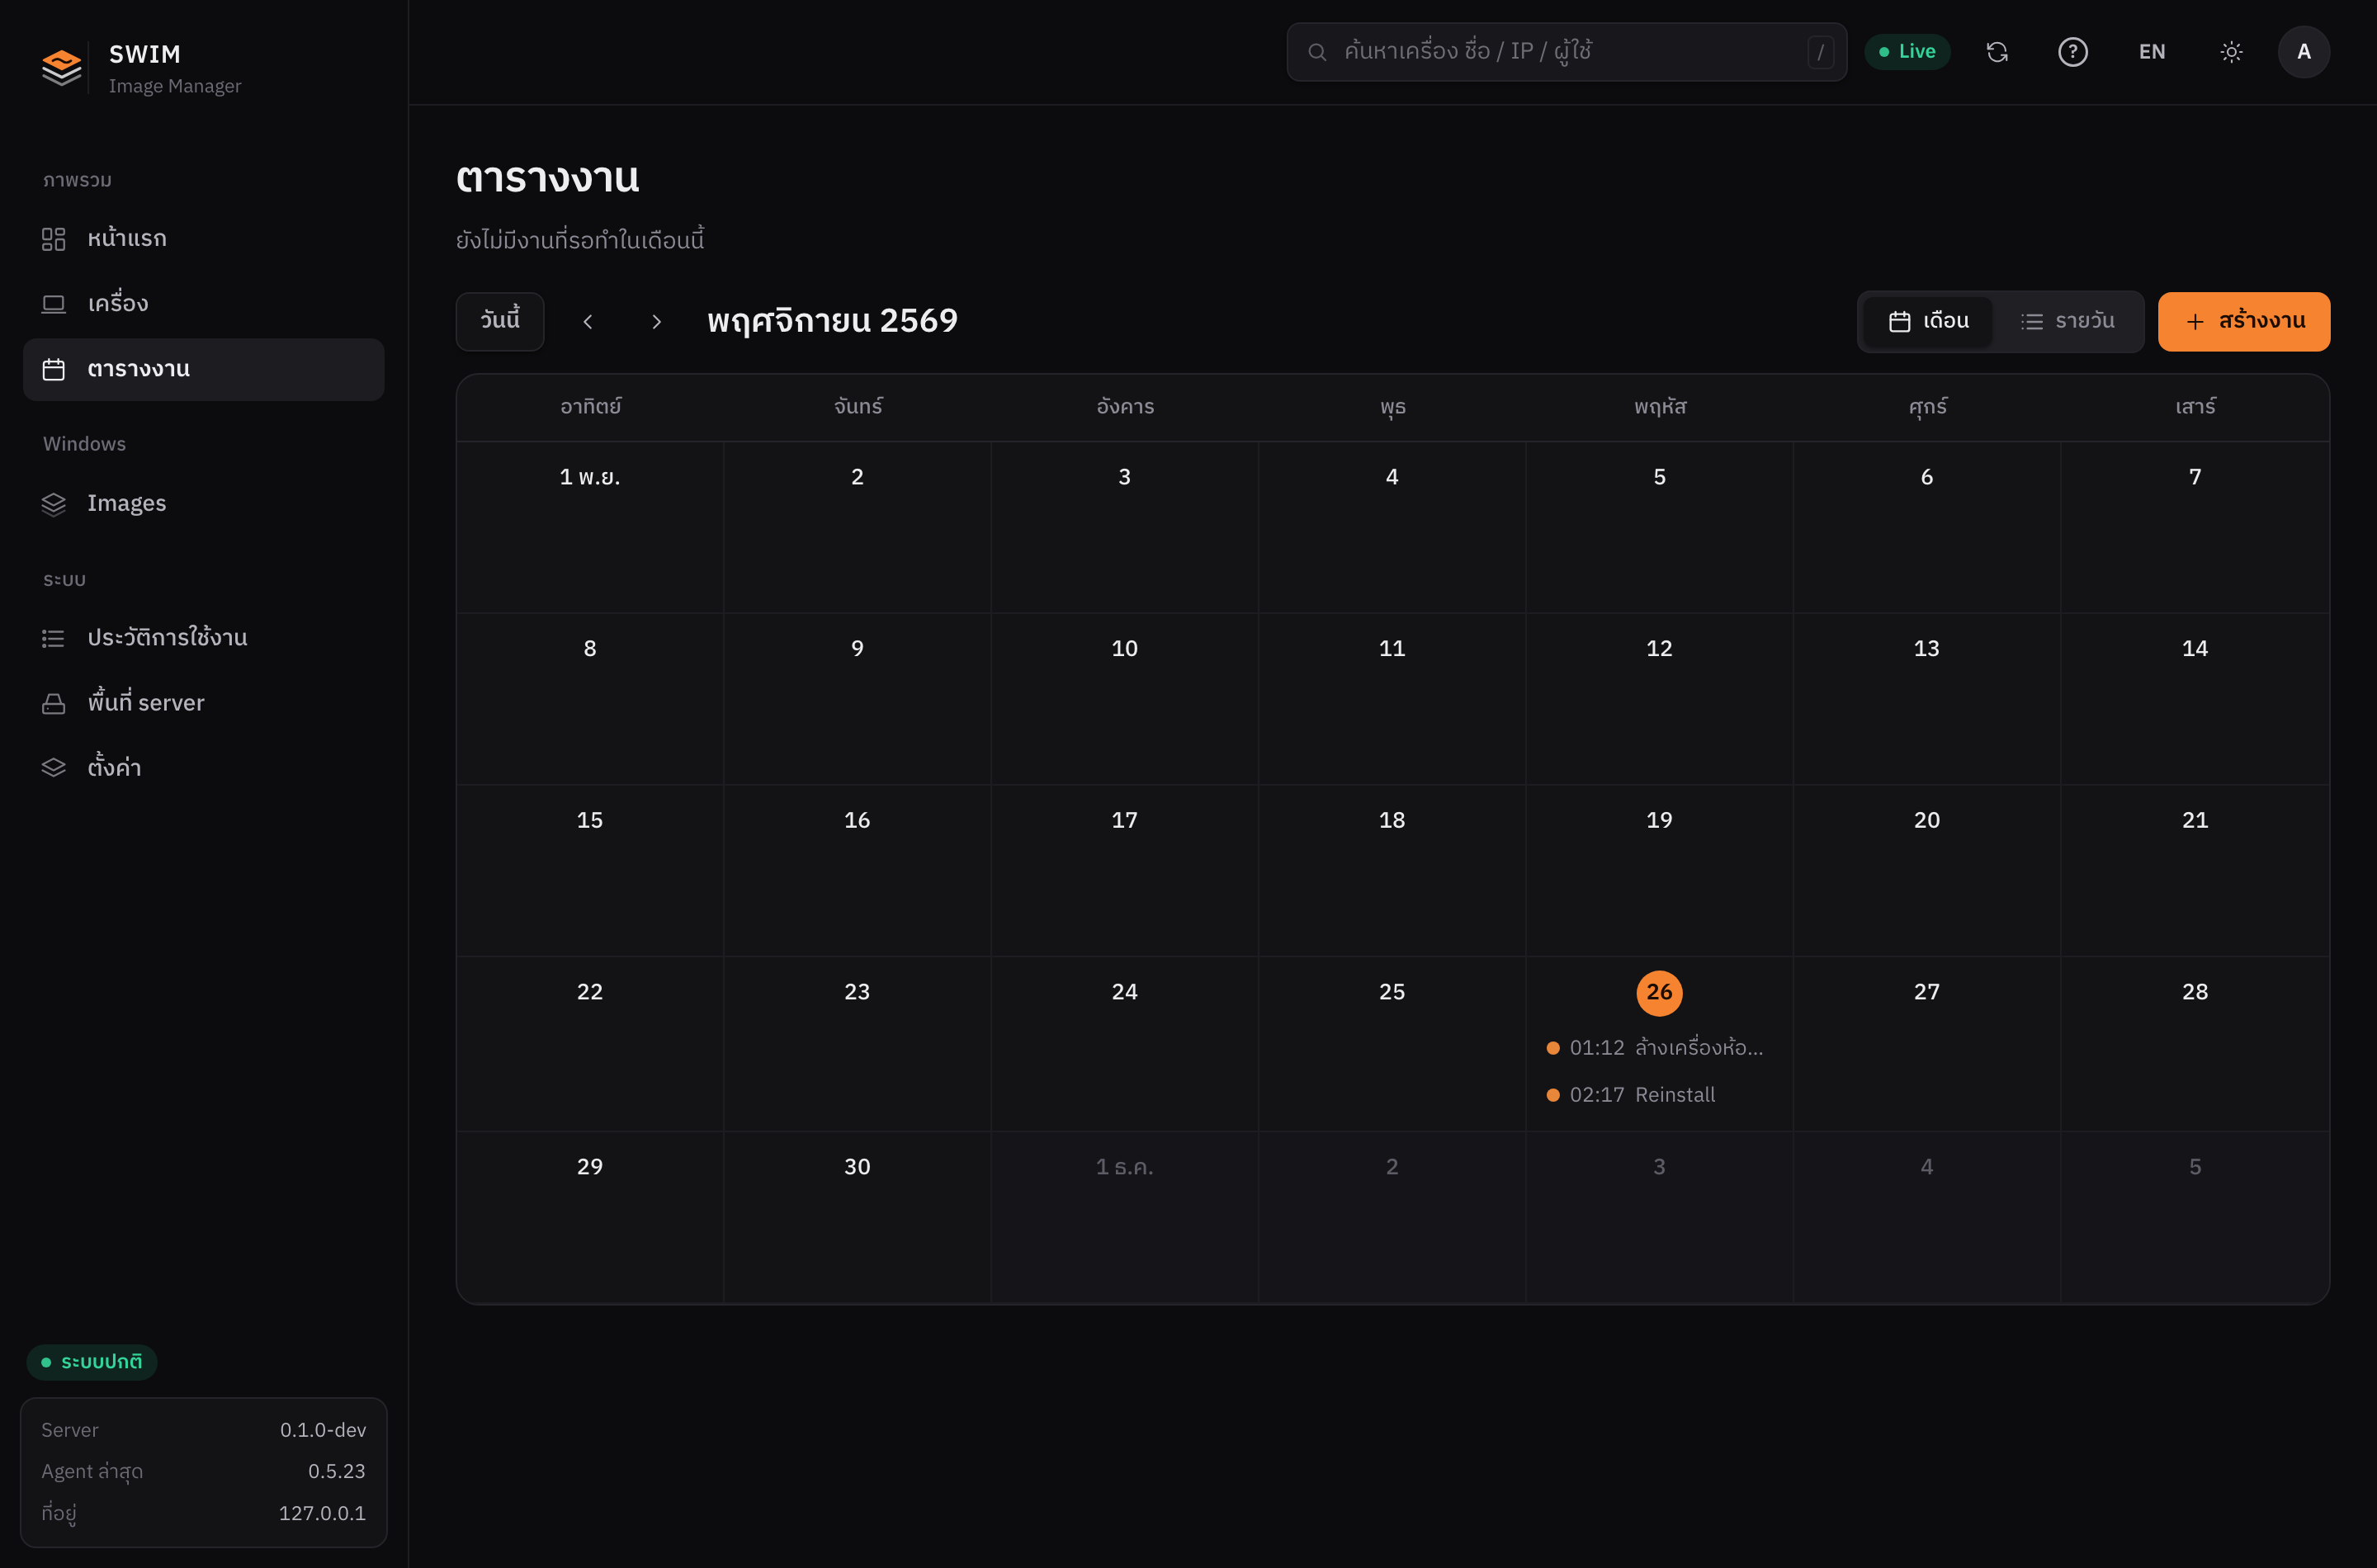 SWIM
Image Manager
ค้นหาเครื่อง ชื่อ / IP / ผู้ใช้ /
Live
?
EN
A
ภาพรวม
หน้าแรก
เครื่อง
ตารางงาน
Windows
Images
ระบบ
ประวัติการใช้งาน
พื้นที่ server
ตั้งค่า
ระบบปกติ
Server 0.1.0-dev
Agent ล่าสุด 0.5.23
ที่อยู่ 127.0.0.1
ตารางงาน
ยังไม่มีงานที่รอทำในเดือนนี้
วันนี้ พฤศจิกายน 2569 เดือน รายวัน สร้างงาน
อาทิตย์ จันทร์ อังคาร พุธ พฤหัส ศุกร์ เสาร์
1 พ.ย. 2 3 4 5 6 7
8 9 10 11 12 13 14
15 16 17 18 19 20 21
22 23 24 25 26 27 28
01:12 ล้างเครื่องห้อ...
02:17 Reinstall
29 30 1 ธ.ค. 2 3 4 5